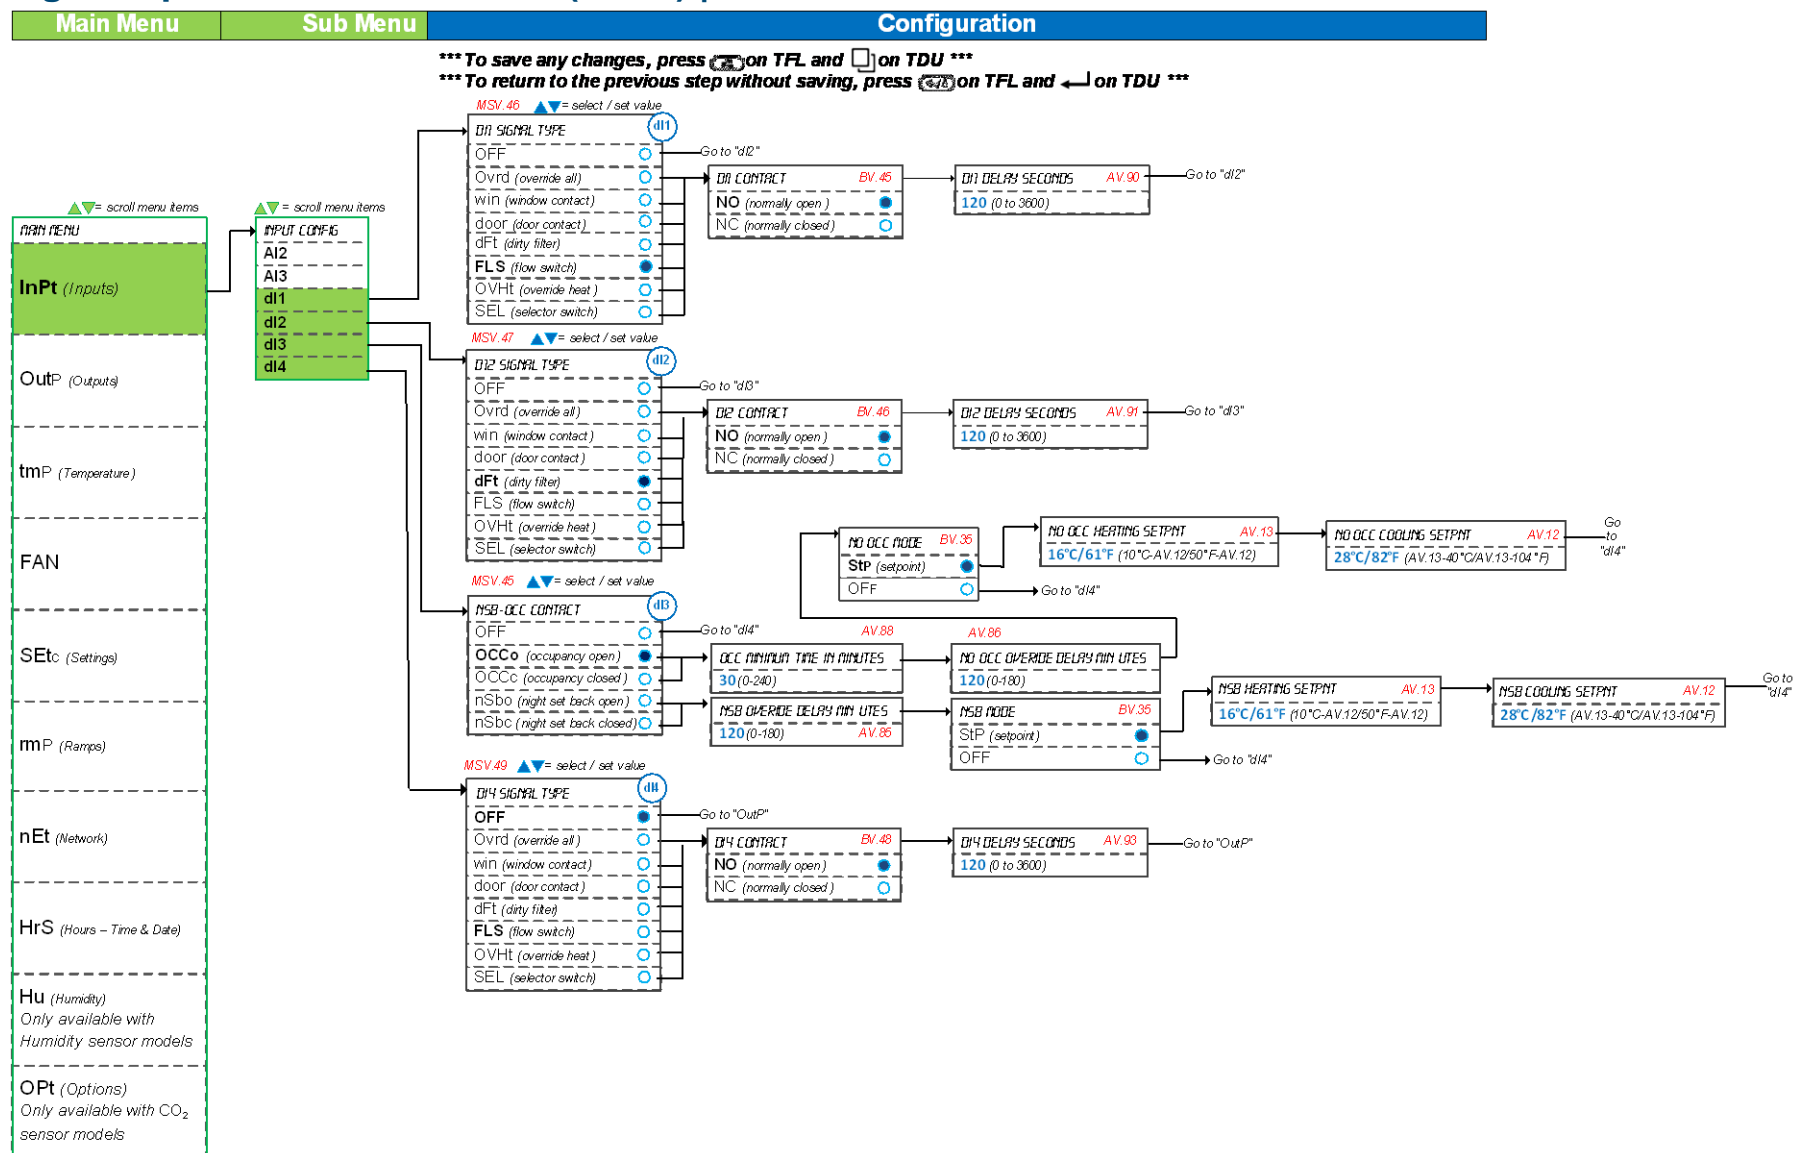 Main Menu
Sub Menu
Configuration
*** To save any changes, press on TFL and on TDU ***
*** To return to the previous step without saving, press on TFL and on TDU ***
MSV.46 = select / set value
DI1 SIGNAL TYPE
dI1
OFF
Go to "dI2"
Ovrd (override all)
win (window contact)
door (door contact)
dFt (dirty filter)
FLS (flow switch)
OVHt (override heat)
SEL (selector switch)
DI1 CONTACT BV.45
NO (normally open)
NC (normally closed)
DI1 DELAY SECONDS AV.90
120 (0 to 3600)
Go to "dI2"
= scroll menu items
MAIN MENU
InPt (Inputs)
OutP (Outputs)
tmP (Temperature)
FAN
SEtc (Settings)
rmP (Ramps)
nEt (Network)
HrS (Hours – Time & Date)
Hu (Humidity)
Only available with
Humidity sensor models
OPt (Options)
Only available with CO2
sensor models
= scroll menu items
INPUT CONFIG
AI2
AI3
dI1
dI2
dI3
dI4
MSV.47 = select / set value
DI2 SIGNAL TYPE
dI2
OFF
Go to "dI3"
Ovrd (override all)
win (window contact)
door (door contact)
dFt (dirty filter)
FLS (flow switch)
OVHt (override heat)
SEL (selector switch)
DI2 CONTACT BV.46
NO (normally open)
NC (normally closed)
DI2 DELAY SECONDS AV.91
120 (0 to 3600)
Go to "dI3"
MSV.45 = select / set value
NSB-OCC CONTACT
dI3
OFF
Go to "dI4"
OCCo (occupancy open)
OCCc (occupancy closed)
nSbo (night set back open)
nSbc (night set back closed)
AV.88
OCC MINIMUM TIME IN MINUTES
30 (0-240)
AV.86
NO OCC OVERIDE DELAY MIN UTES
120 (0-180)
NO OCC MODE BV.35
StP (setpoint)
OFF
Go to "dI4"
NO OCC HEATING SETPNT AV.13
16°C/61°F (10°C-AV.12/50°F-AV.12)
NO OCC COOLING SETPNT AV.12
28°C/82°F (AV.13-40°C/AV.13-104°F)
Go
to
"dI4"
NSB OVERIDE DELAY MIN UTES
120 (0-180) AV.85
NSB MODE BV.35
StP (setpoint)
OFF
Go to "dI4"
NSB HEATING SETPNT AV.13
16°C/61°F (10°C-AV.12/50°F-AV.12)
NSB COOLING SETPNT AV.12
28°C/82°F (AV.13-40°C/AV.13-104°F)
Go to
"dI4"
MSV.49 = select / set value
DI4 SIGNAL TYPE
dI4
OFF
Go to "OutP"
Ovrd (override all)
win (window contact)
door (door contact)
dFt (dirty filter)
FLS (flow switch)
OVHt (override heat)
SEL (selector switch)
DI4 CONTACT BV.48
NO (normally open)
NC (normally closed)
DI4 DELAY SECONDS AV.93
120 (0 to 3600)
Go to "OutP"